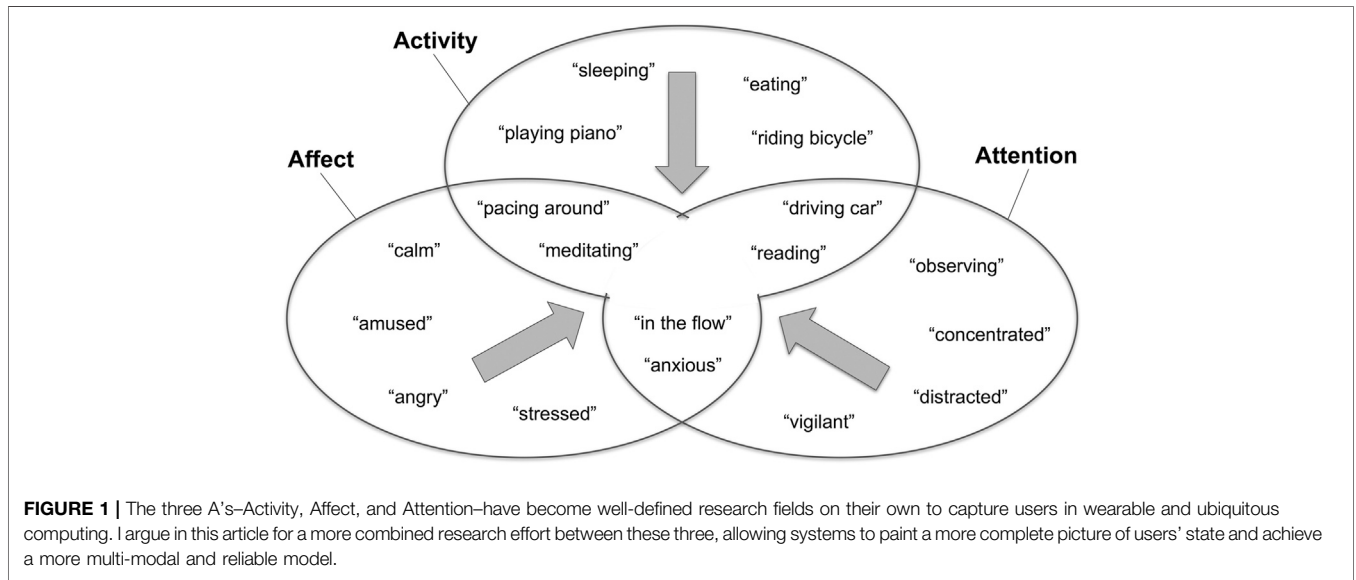 Activity
“sleeping”
“eating”
“playing piano”
“riding bicycle”
Affect
Attention
“pacing around”
“driving car”
“calm”
“meditating”
“reading”
“observing”
“amused”
“in the flow”
“concentrated”
“anxious”
“angry”
“distracted”
“stressed”
“vigilant”
FIGURE 1 | The three A’s–Activity, Affect, and Attention–have become well-defined research fields on their own to capture users in wearable and ubiquitous
computing. I argue in this article for a more combined research effort between these three, allowing systems to paint a more complete picture of users’ state and achieve
a more multi-modal and reliable model.